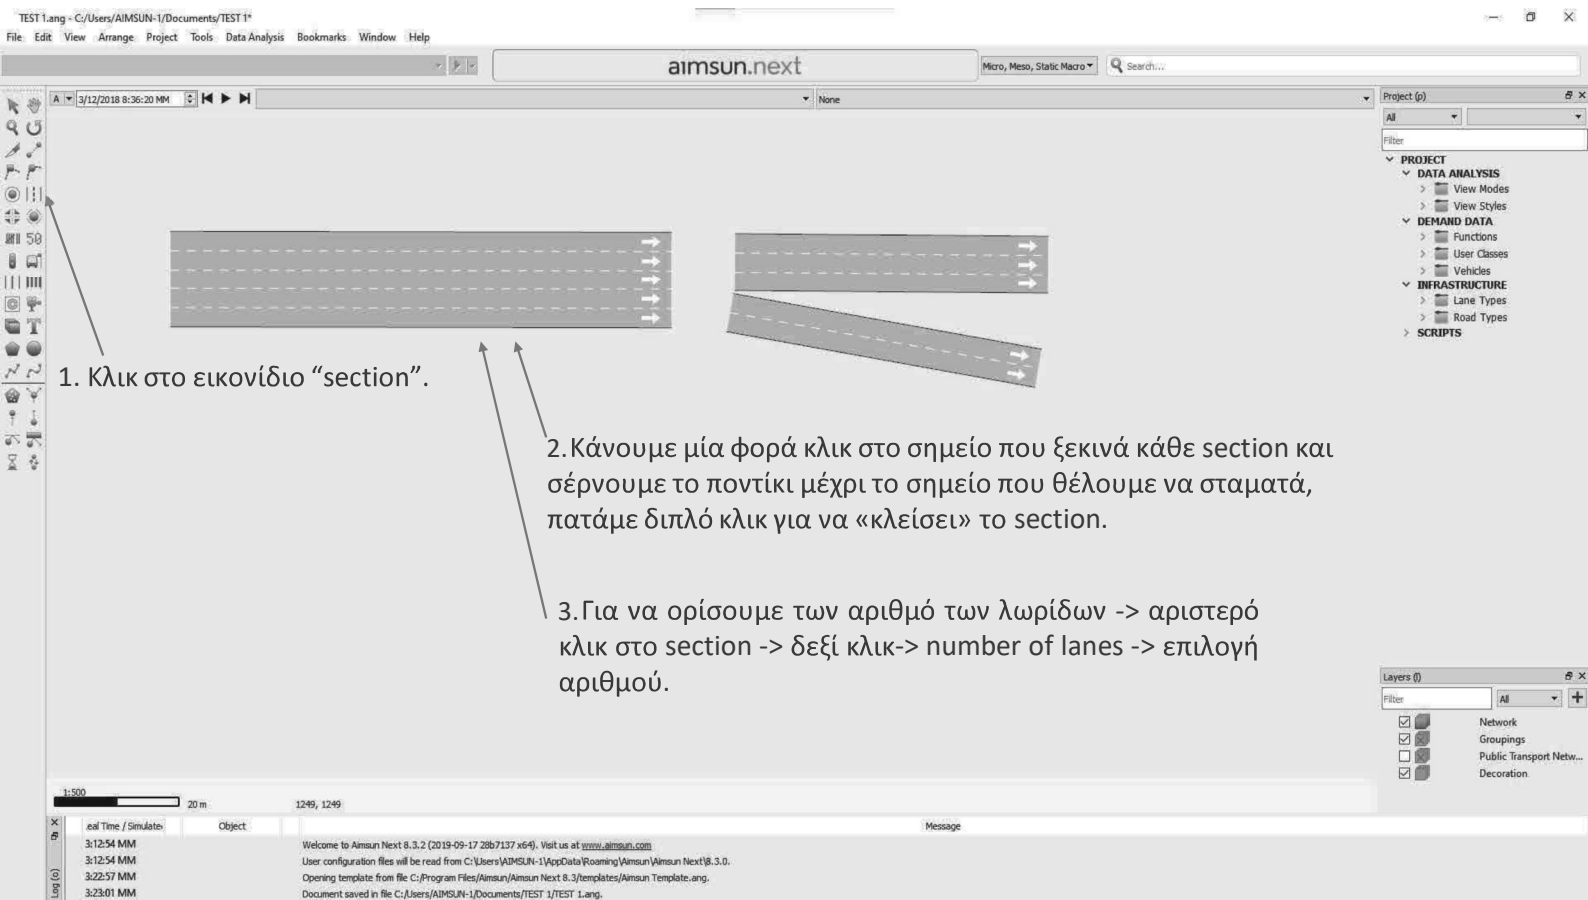 TEST 1.ang - C:/Users/AIMSUN-1/Documents/TEST 1*
File Edit View Arrange Project Tools Data Analysis Bookmarks Window Help
aimsun.next
Micro, Meso, Static Macro
Search...
A
3/12/2018 8:36:20 ΜΜ
None
Project (p)
All
Filter
PROJECT
DATA ANALYSIS
View Modes
View Styles
DEMAND DATA
Functions
User Classes
Vehicles
INFRASTRUCTURE
Lane Types
Road Types
SCRIPTS
50
T
1. Κλικ στο εικονίδιο “section”.
2.Κάνουμε μία φορά κλικ στο σημείο που ξεκινά κάθε section και
σέρνουμε το ποντίκι μέχρι το σημείο που θέλουμε να σταματά,
πατάμε διπλό κλικ για να «κλείσει» το section.
3.Για να ορίσουμε των αριθμό των λωρίδων -> αριστερό
κλικ στο section -> δεξί κλικ-> number of lanes -> επιλογή
αριθμού.
Layers (l)
Filter
All
Network
Groupings
Public Transport Netw...
Decoration
1:500
20 m
1249, 1249
eal Time / Simulate
Object
Message
3:12:54 ΜΜ Welcome to Aimsun Next 8.3.2 (2019-09-17 28b7137 x64). Visit us at www.aimsun.com
3:12:54 ΜΜ User configuration files will be read from C:\Users\AIMSUN-1\AppData\Roaming\Aimsun\Aimsun Next\8.3.0.
3:22:57 ΜΜ Opening template from file C:/Program Files/Aimsun/Aimsun Next 8.3/templates/Aimsun Template.ang.
3:23:01 ΜΜ Document saved in file C:/Users/AIMSUN-1/Documents/TEST 1/TEST 1.ang.
Log (o)